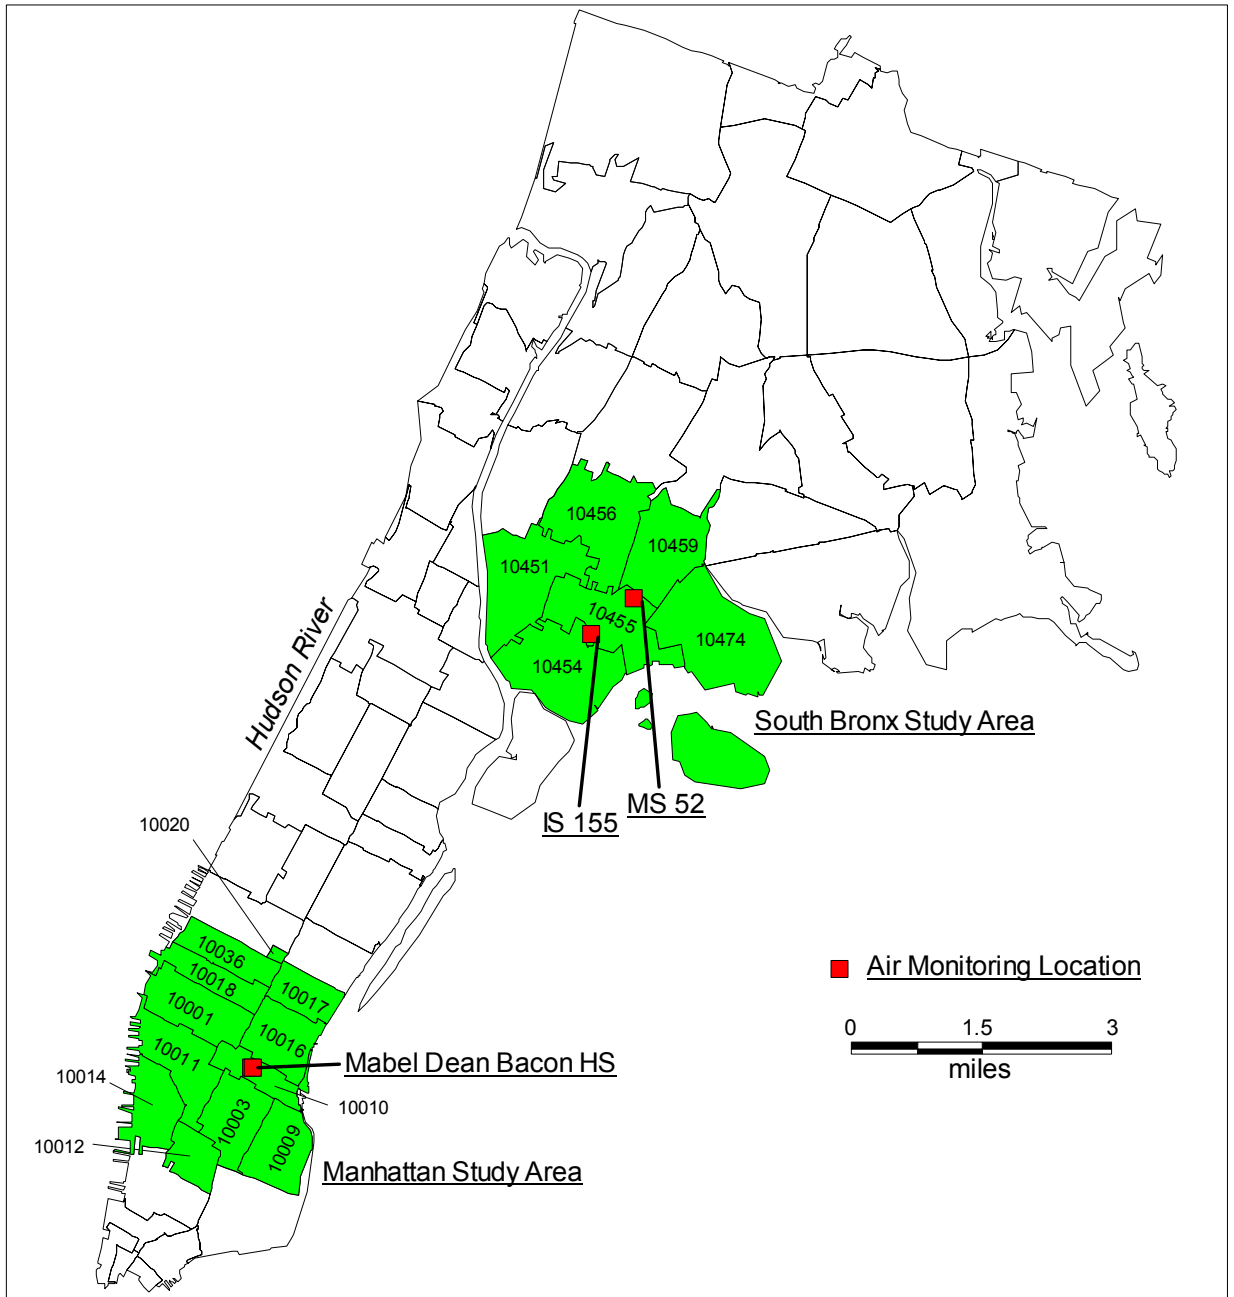 10456
10459
10451
10455
10474
10454
Hudson River
South Bronx Study Area
MS 52
IS 155
10020
10036
10018
10017
10001
10016
Air Monitoring Location
0 1.5 3
miles
10011
Mabel Dean Bacon HS
10014
10010
10003
10009
10012
Manhattan Study Area